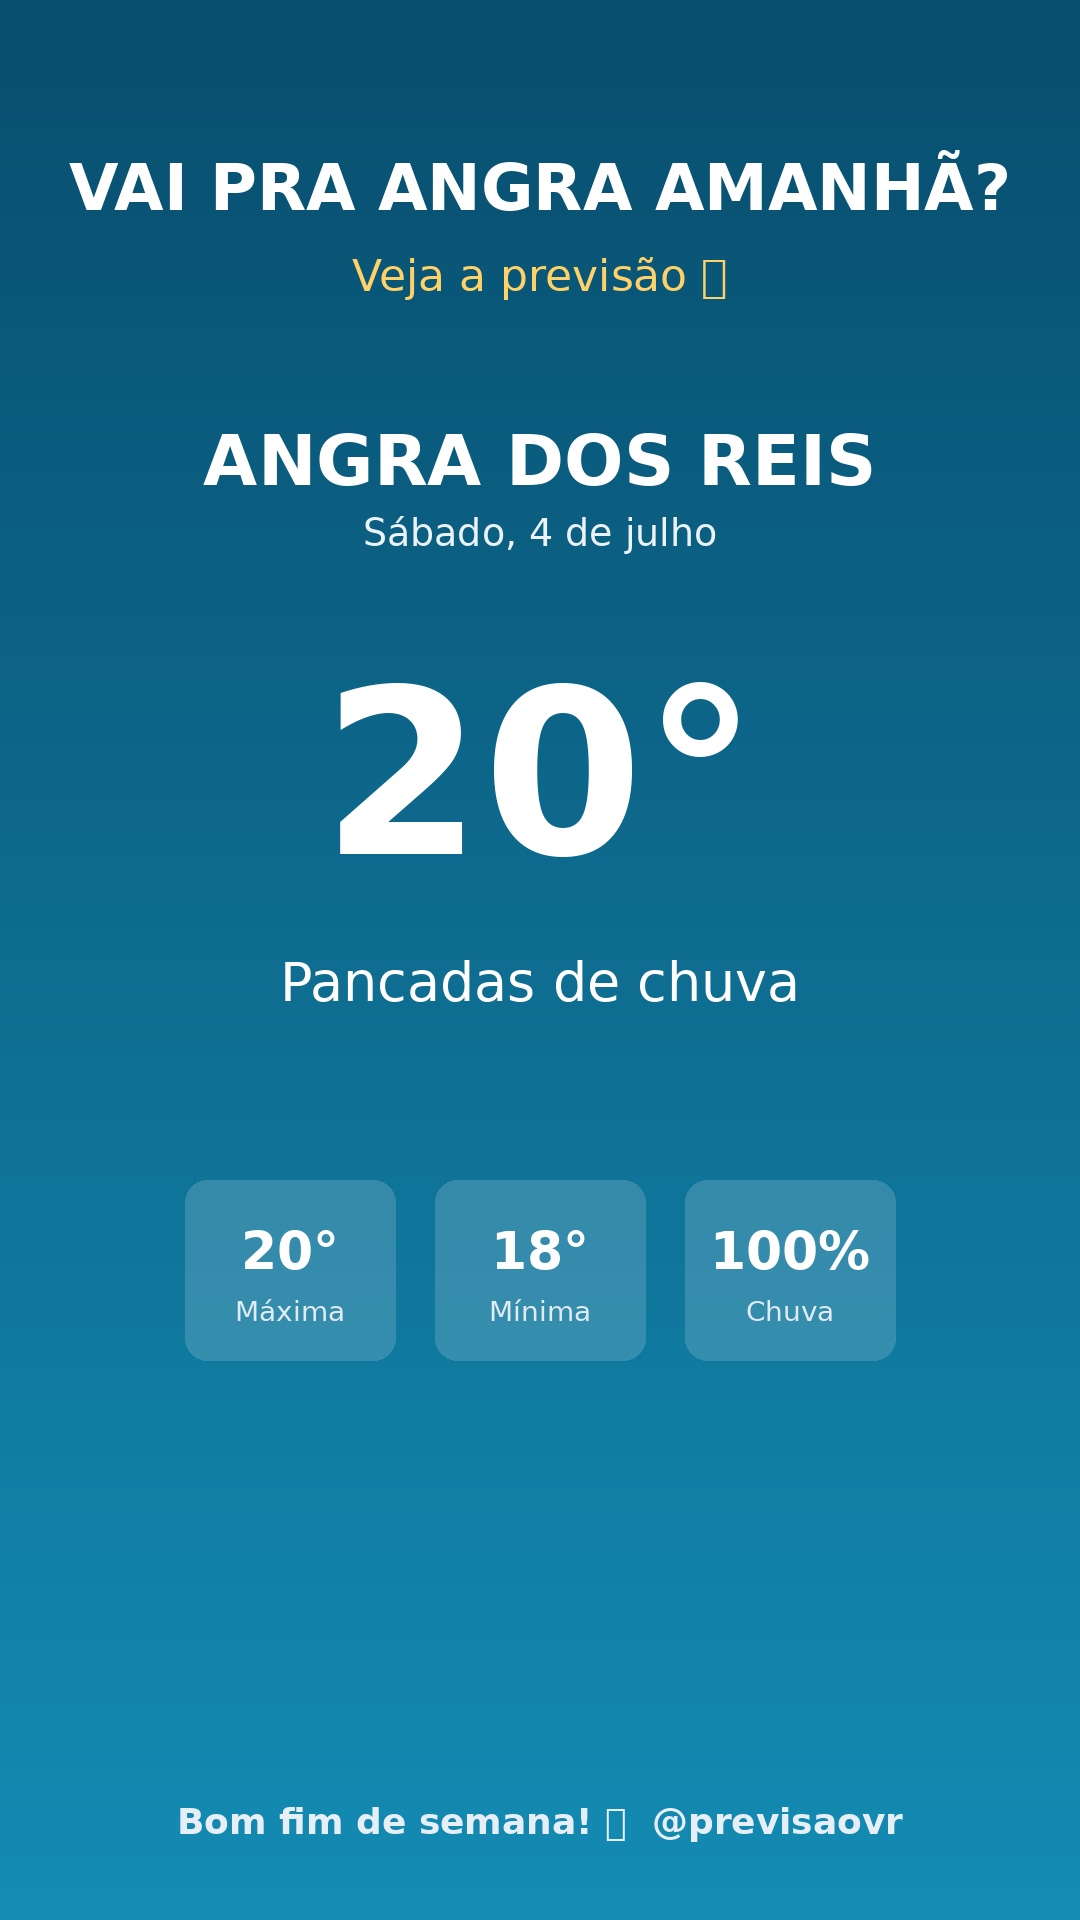 VAI PRA ANGRA AMANHÃ?
Veja a previsão
ANGRA DOS REIS
Sábado, 4 de julho
20°
Pancadas de chuva
20° 18° 100%
Máxima Mínima Chuva
Bom fim de semana! @previsaovr